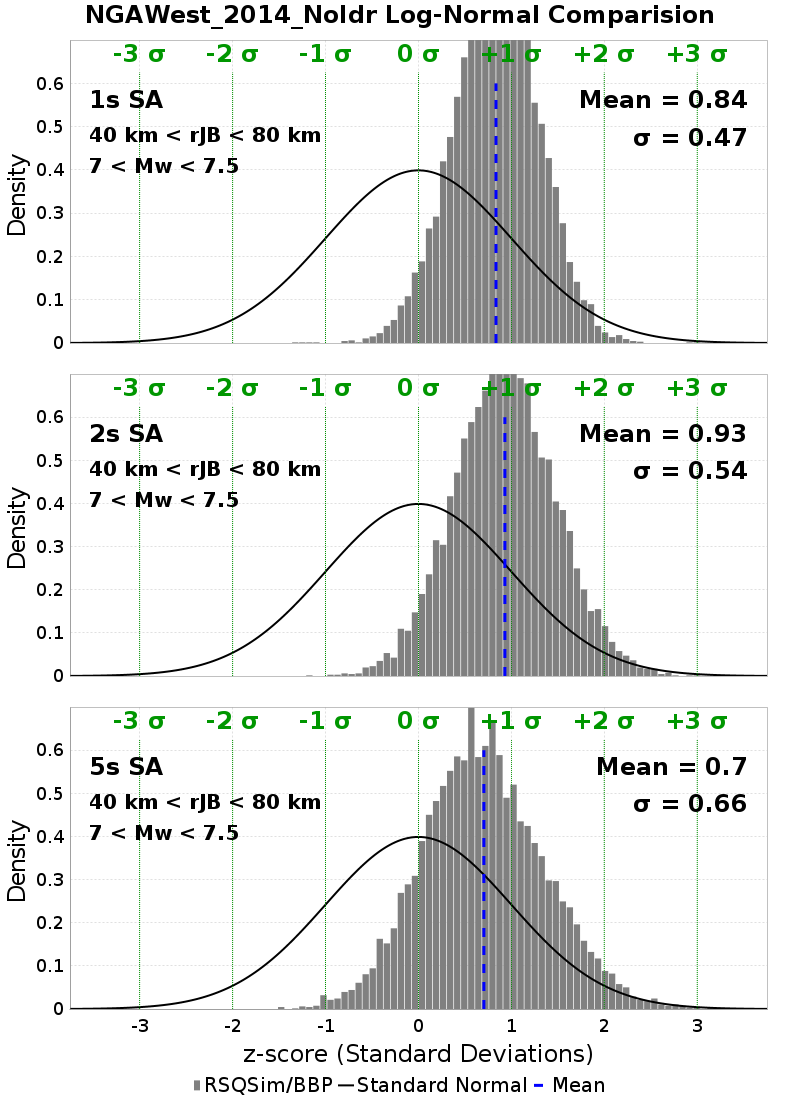 NGAWest_2014_NoIdr Log-Normal Comparision
-3 σ -2 σ -1 σ 0 σ +1 σ +2 σ +3 σ
1s SA
Mean = 0.84
40 km < rJB < 80 km
σ = 0.47
7 < Mw < 7.5
Density
0.6
0.5
0.4
0.3
0.2
0.1
0
-3 σ -2 σ -1 σ 0 σ +1 σ +2 σ +3 σ
2s SA
Mean = 0.93
40 km < rJB < 80 km
σ = 0.54
7 < Mw < 7.5
Density
0.6
0.5
0.4
0.3
0.2
0.1
0
-3 σ -2 σ -1 σ 0 σ +1 σ +2 σ +3 σ
5s SA
Mean = 0.7
40 km < rJB < 80 km
σ = 0.66
7 < Mw < 7.5
Density
0.6
0.5
0.4
0.3
0.2
0.1
0
-3 -2 -1 0 1 2 3
z-score (Standard Deviations)
RSQSim/BBP Standard Normal Mean